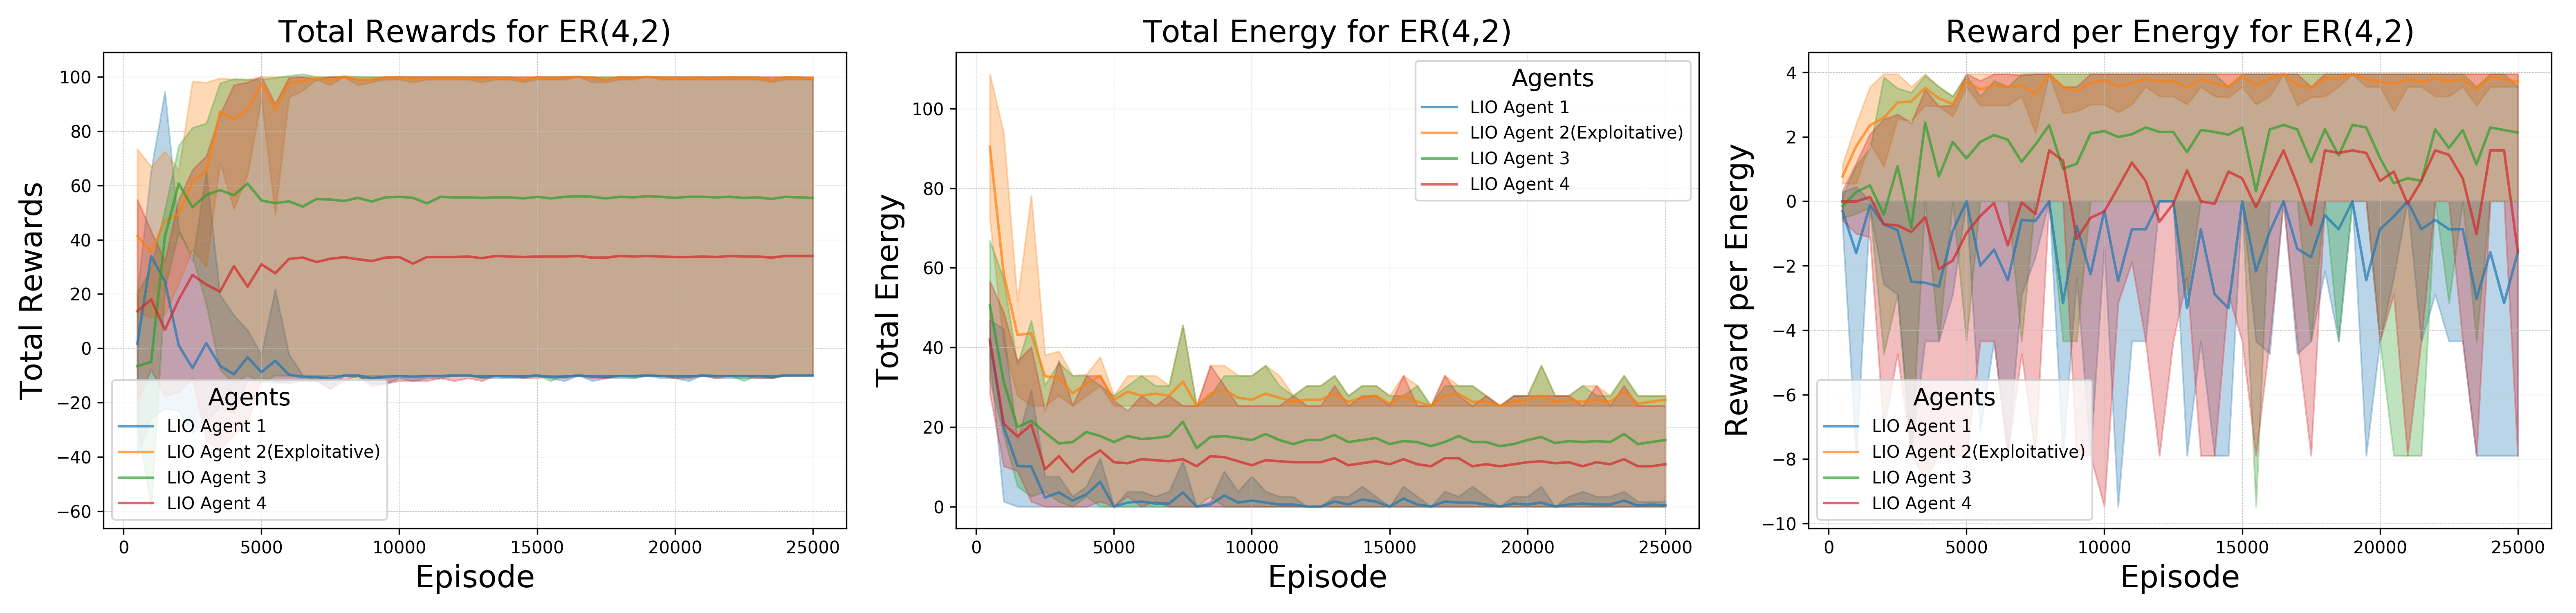 Total Rewards for ER(4,2)
Total Rewards
100
80
60
40
20
0
−20
−40
−60
Agents
LIO Agent 1
LIO Agent 2(Exploitative)
LIO Agent 3
LIO Agent 4
0 5000 10000 15000 20000 25000
Episode
Total Energy for ER(4,2)
Total Energy
100
80
60
40
20
0
Agents
LIO Agent 1
LIO Agent 2(Exploitative)
LIO Agent 3
LIO Agent 4
0 5000 10000 15000 20000 25000
Episode
Reward per Energy for ER(4,2)
Reward per Energy
4
2
0
−2
−4
−6
−8
−10
Agents
LIO Agent 1
LIO Agent 2(Exploitative)
LIO Agent 3
LIO Agent 4
0 5000 10000 15000 20000 25000
Episode